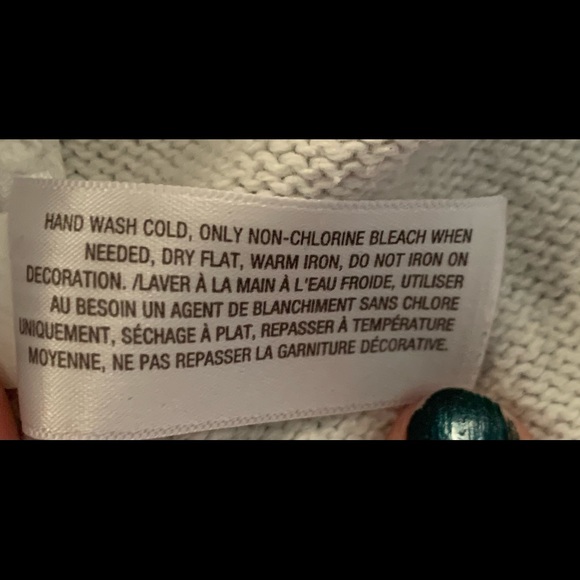 HAND WASH COLD, ONLY NON-CHLORINE BLEACH WHEN
NEEDED, DRY FLAT, WARM IRON, DO NOT IRON ON
DECORATION. /LAVER À LA MAIN À L'EAU FROIDE, UTILISER
AU BESOIN UN AGENT DE BLANCHIMENT SANS CHLORE
UNIQUEMENT, SÉCHAGE À PLAT, REPASSER À TEMPÉRATURE
MOYENNE, NE PAS REPASSER LA GARNITURE DÉCORATIVE.